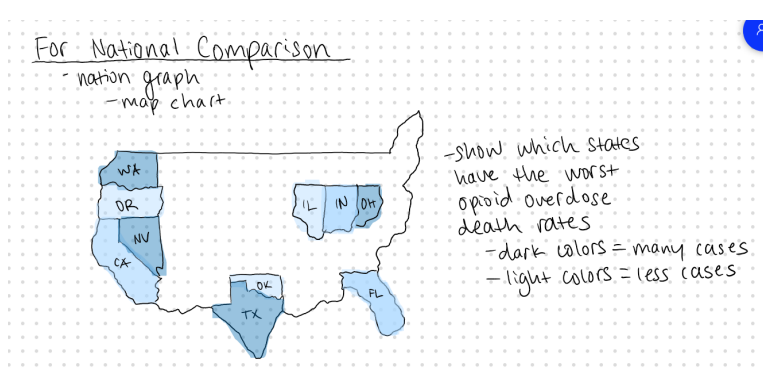 For National Comparison
- nation graph
- map chart
WA
OR
NV
CA
IL
IN
OH
OK
TX
FL
- show which states
have the worst
opioid overdose
death rates
- dark colors = many cases
- light colors = less cases